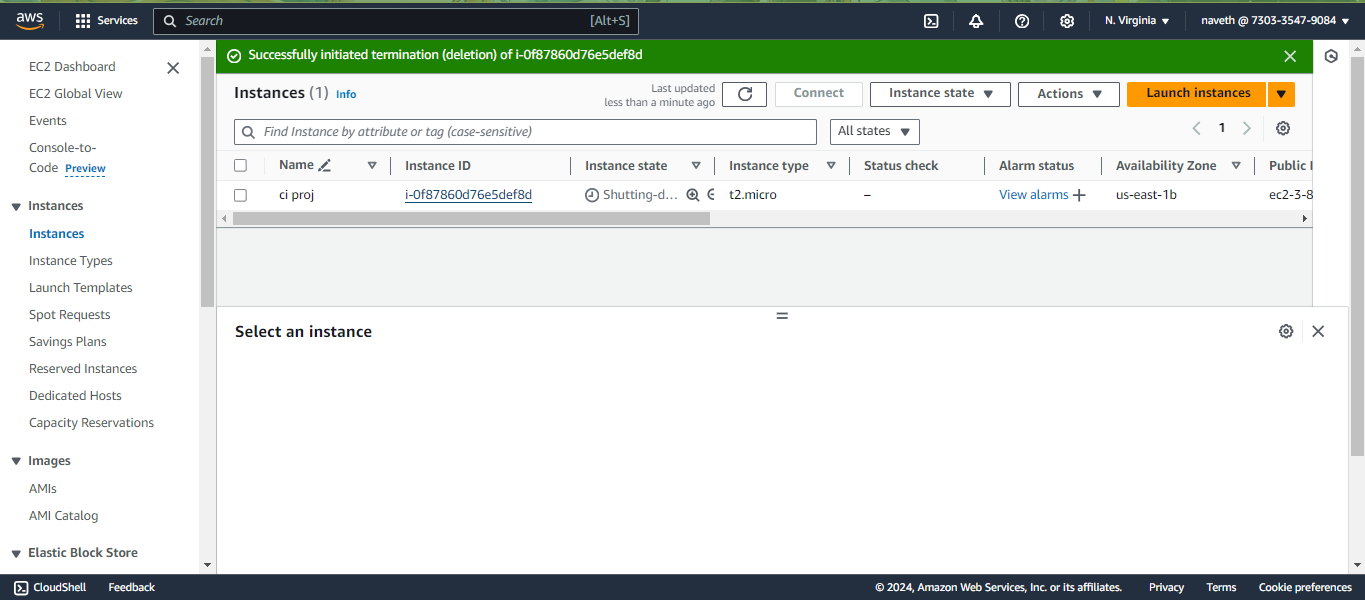 aws Services Search [Alt+S] N. Virginia naveth @ 7303-3547-9084
EC2 Dashboard
EC2 Global View
Events
Console-to-
Code Preview
Instances
Instances
Instance Types
Launch Templates
Spot Requests
Savings Plans
Reserved Instances
Dedicated Hosts
Capacity Reservations
Images
AMIs
AMI Catalog
Elastic Block Store
Successfully initiated termination (deletion) of i-0f87860d76e5def8d
Instances (1) Info
Last updated
less than a minute ago
Connect Instance state Actions Launch instances
Find Instance by attribute or tag (case-sensitive) All states 1
Name Instance ID Instance state Instance type Status check Alarm status Availability Zone Public
ci proj i-0f87860d76e5def8d Shutting-d... t2.micro – View alarms + us-east-1b ec2-3-8
Select an instance
CloudShell Feedback © 2024, Amazon Web Services, Inc. or its affiliates. Privacy Terms Cookie preferences